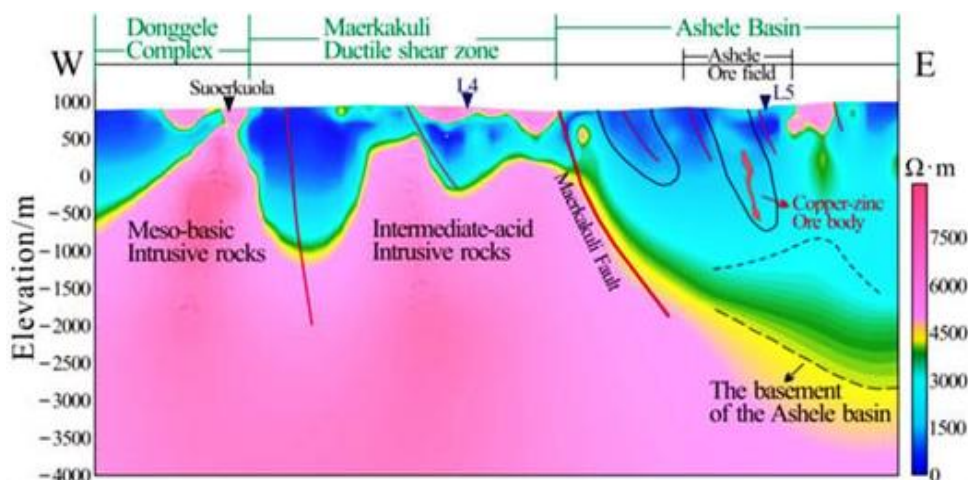 Donggele
Complex
Maerkakuli
Ductile shear zone
Ashele Basin
W
Suoerkuola
L4
Ashele
Ore field
L5
E
Elevation/m
1000
500
0
−500
−1000
−1500
−2000
−2500
−3000
−3500
−4000
Meso-basic
Intrusive rocks
Intermediate-acid
Intrusive rocks
Maerkakuli Fault
Copper-zinc
Ore body
The basement
of the Ashele basin
Ω·m
7500
6000
4500
3000
1500
0